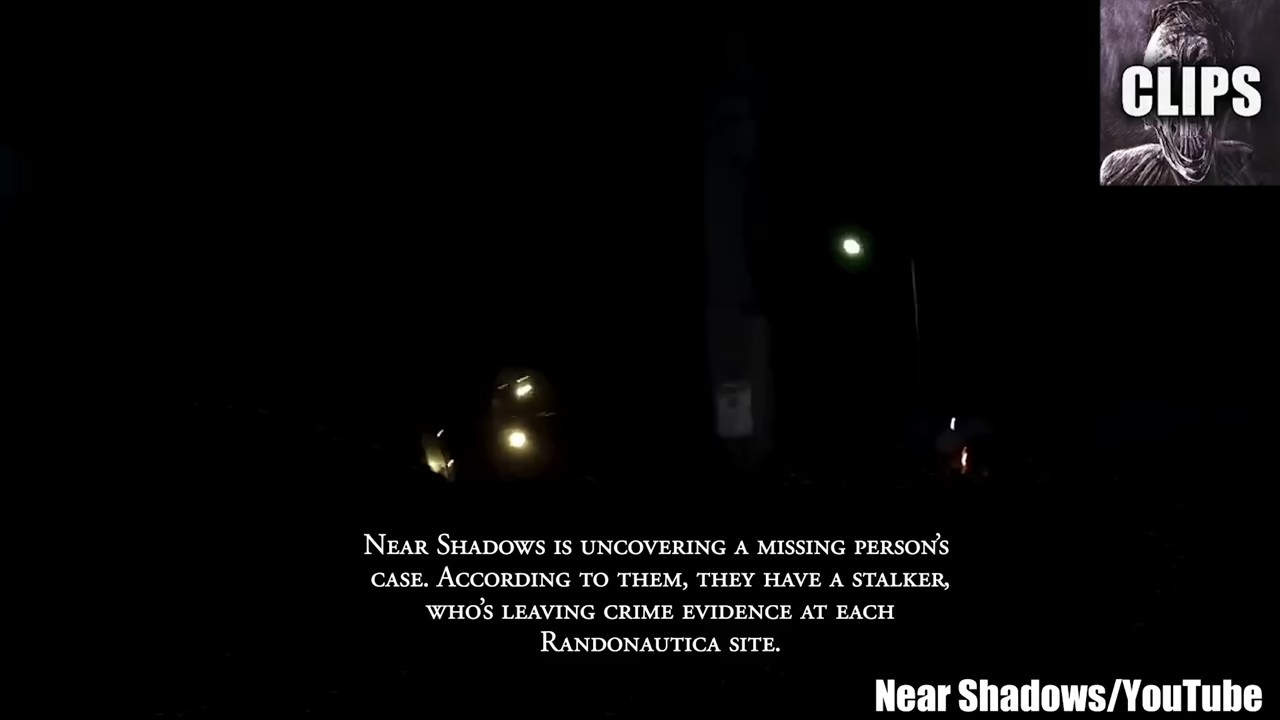 CLIPS
Near Shadows is uncovering a missing person's
case. According to them, they have a stalker,
who's leaving crime evidence at each
Randonautica site.
Near Shadows/YouTube